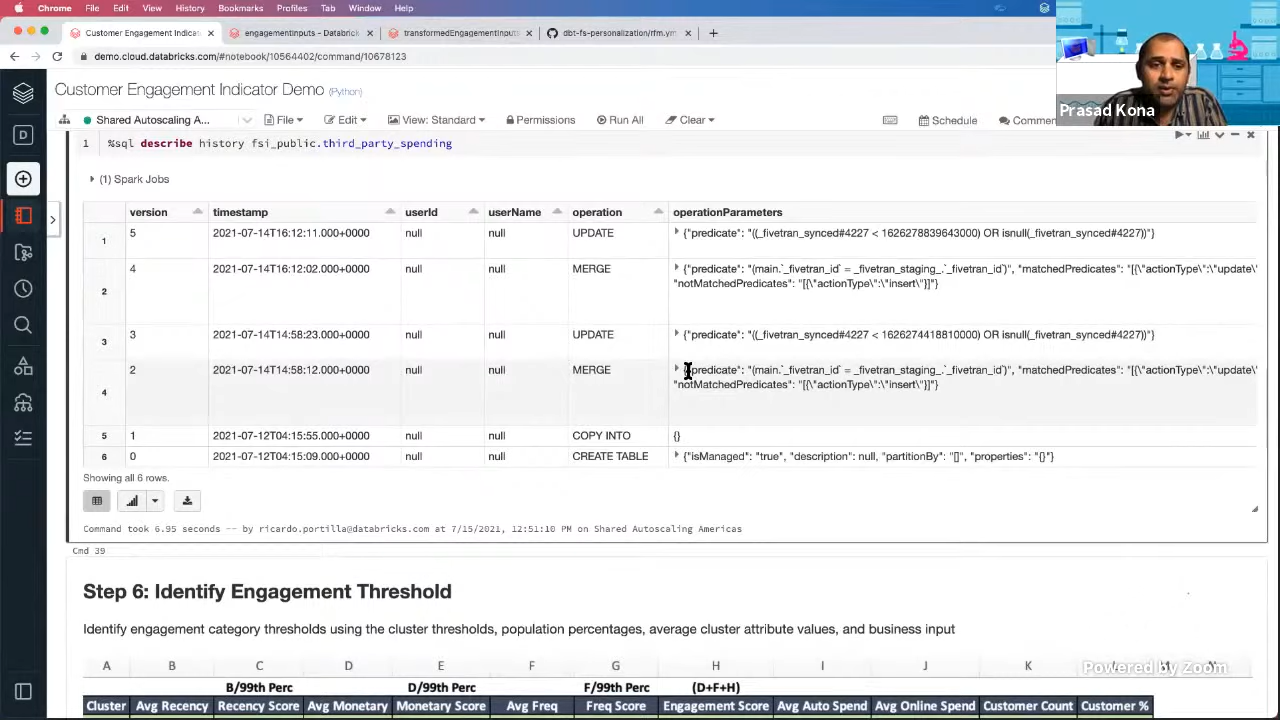 Chrome File Edit View History Bookmarks Profiles Tab Window Help
Customer Engagement Indicat
engagementInputs - Databricks
transformedEngagementInputs
dbt-fs-personalization/rfm.ym
demo.cloud.databricks.com/#notebook/10564402/command/10678123
Prasad Kona
Customer Engagement Indicator Demo (Python)
D
Shared Autoscaling A... File Edit View: Standard Permissions Run All Clear Schedule Commen
1 %sql describe history fsi_public.third_party_spending
(1) Spark Jobs
version timestamp userId userName operation operationParameters
1 5 2021-07-14T16:12:11.000+0000 null null UPDATE {"predicate": "((_fivetran_synced#4227 < 1626278839643000) OR isnull(_fivetran_synced#4227))"}
2 4 2021-07-14T16:12:02.000+0000 null null MERGE {"predicate": "(main.`_fivetran_id` = _fivetran_staging_.`_fivetran_id`)", "matchedPredicates": "[{\"actionType\":\"update\"
"notMatchedPredicates": "[{\"actionType\":\"insert\"}]"}
3 3 2021-07-14T14:58:23.000+0000 null null UPDATE {"predicate": "((_fivetran_synced#4227 < 1626274418810000) OR isnull(_fivetran_synced#4227))"}
4 2 2021-07-14T14:58:12.000+0000 null null MERGE {"predicate": "(main.`_fivetran_id` = _fivetran_staging_.`_fivetran_id`)", "matchedPredicates": "[{\"actionType\":\"update\"
"notMatchedPredicates": "[{\"actionType\":\"insert\"}]"}
5 1 2021-07-12T04:15:55.000+0000 null null COPY INTO {}
6 0 2021-07-12T04:15:09.000+0000 null null CREATE TABLE {"isManaged": "true", "description": null, "partitionBy": "[]", "properties": "{}"}
Showing all 6 rows.
Command took 6.95 seconds -- by ricardo.portilla@databricks.com at 7/15/2021, 12:51:10 PM on Shared Autoscaling Americas
Cmd 39
Step 6: Identify Engagement Threshold
Identify engagement category thresholds using the cluster thresholds, population percentages, average cluster attribute values, and business input
A B C D E F G H I J K L M N
Powered by Zoom
B/99th Perc D/99th Perc F/99th Perc (D+F+H)
Cluster Avg Recency Recency Score Avg Monetary Monetary Score Avg Freq Freq Score Engagement Score Avg Auto Spend Avg Online Spend Customer Count Customer %